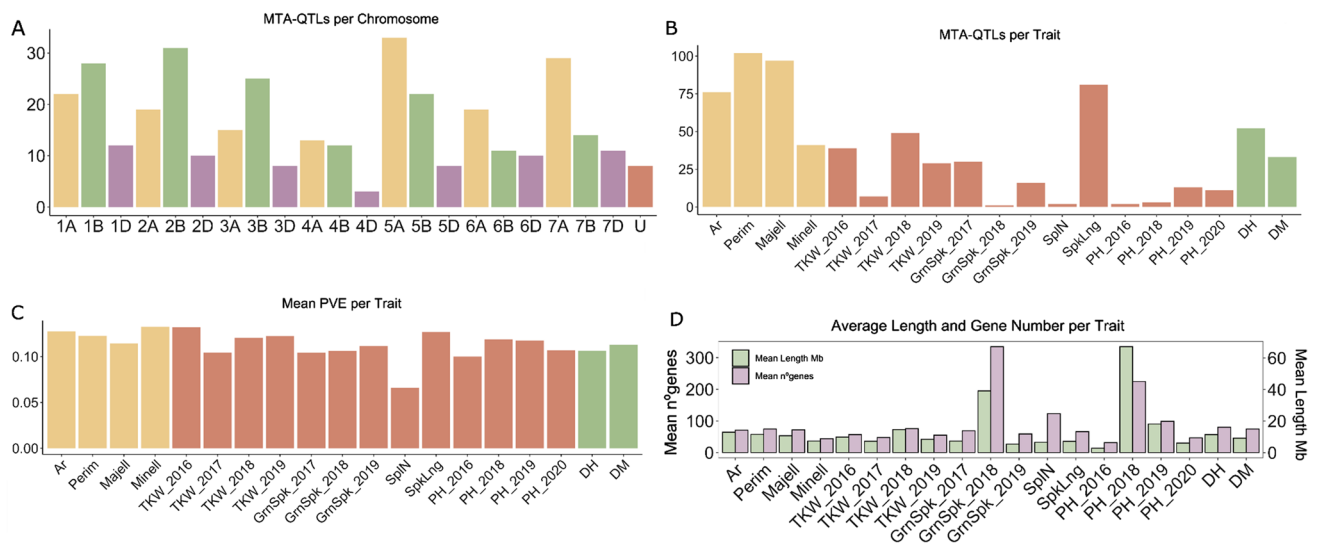 A
MTA-QTLs per Chromosome
30
20
10
0
1A 1B 1D 2A 2B 2D 3A 3B 3D 4A 4B 4D 5A 5B 5D 6A 6B 6D 7A 7B 7D U
B
MTA-QTLs per Trait
100
75
50
25
0
Ar Perim Majell Minell TKW_2016 TKW_2017 TKW_2018 TKW_2019 GrnSpk_2017 GrnSpk_2018 GrnSpk_2019 SplN SpkLng PH_2016 PH_2018 PH_2019 PH_2020 DH DM
C
Mean PVE per Trait
0.10
0.05
0.00
Ar Perim Majell Minell TKW_2016 TKW_2017 TKW_2018 TKW_2019 GrnSpk_2017 GrnSpk_2018 GrnSpk_2019 SplN SpkLng PH_2016 PH_2018 PH_2019 PH_2020 DH DM
D
Average Length and Gene Number per Trait
Mean nºgenes
300
200
100
0
Mean Length Mb
Mean nºgenes
60
40
20
0
Mean Length Mb
Ar Perim Majell Minell TKW_2016 TKW_2017 TKW_2018 TKW_2019 GrnSpk_2017 GrnSpk_2018 GrnSpk_2019 SplN SpkLng PH_2016 PH_2018 PH_2019 PH_2020 DH DM